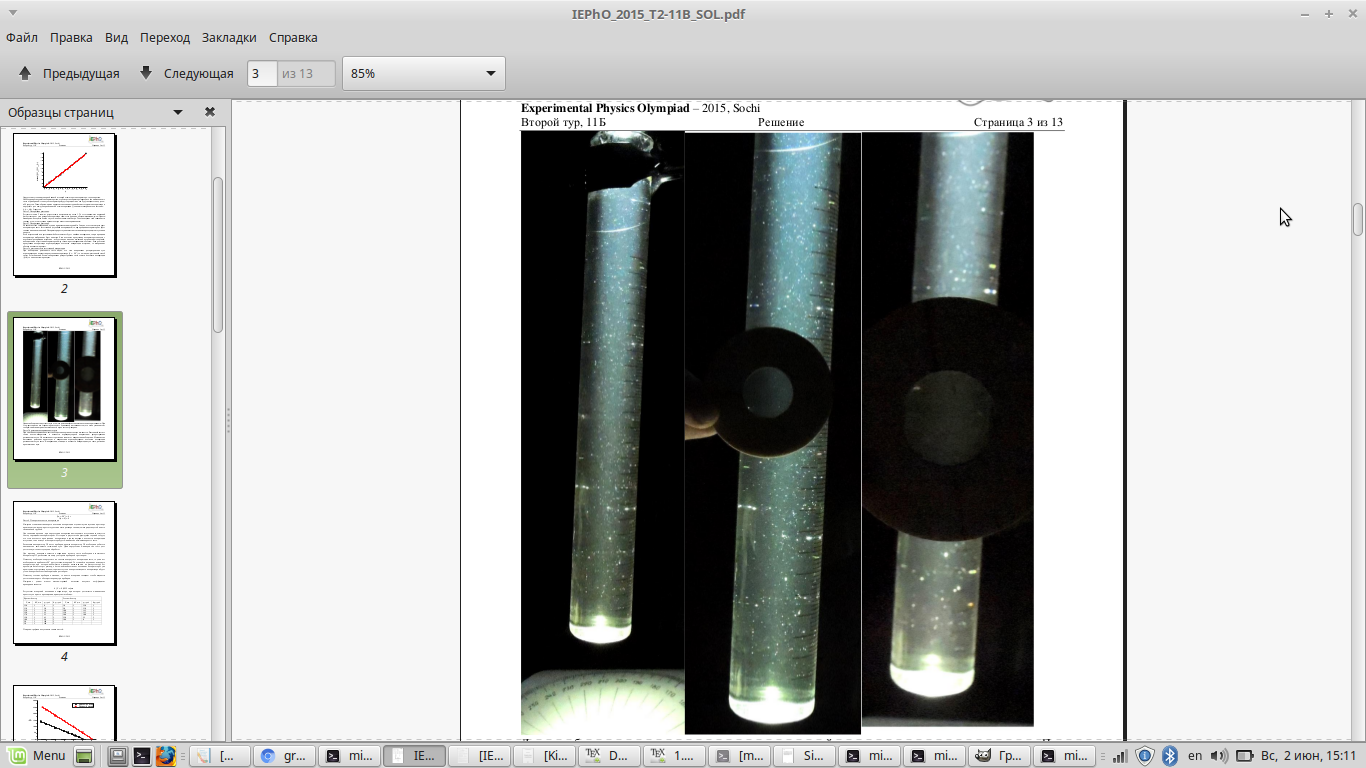 IEPhO_2015_T2-11B_SOL.pdf
Файл Правка Вид Переход Закладки Справка
Предыдущая Следующая 3 из 13 85%
Образцы страниц
Experimental Physics Olympiad – 2015, Sochi
Второй тур, 11Б Решение Страница 3 из 13
2
3
4
Menu [... gr... mi... IE... [IE... [Ki... D... 1.... [m... Si... mi... mi... Гр... mi... en Вс, 2 июн, 15:11